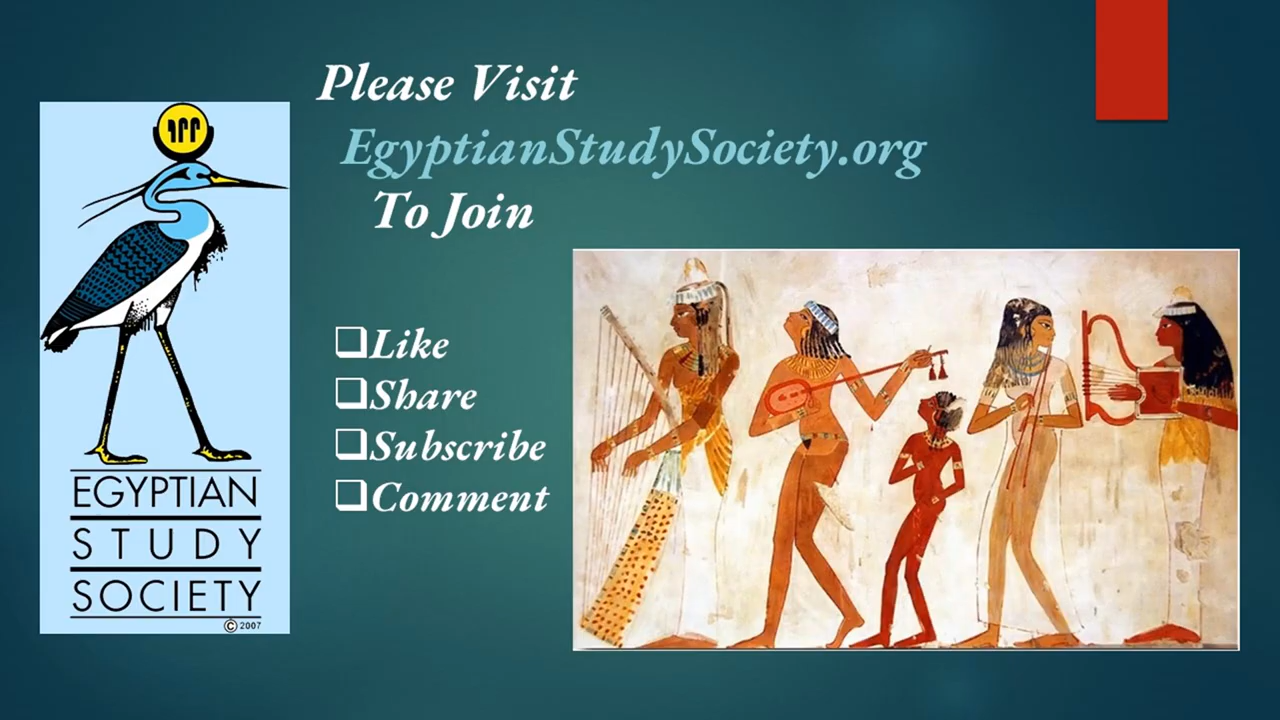 Please Visit
EgyptianStudySociety.org
To Join
Like
Share
Subscribe
Comment
EGYPTIAN
STUDY
SOCIETY
© 2007